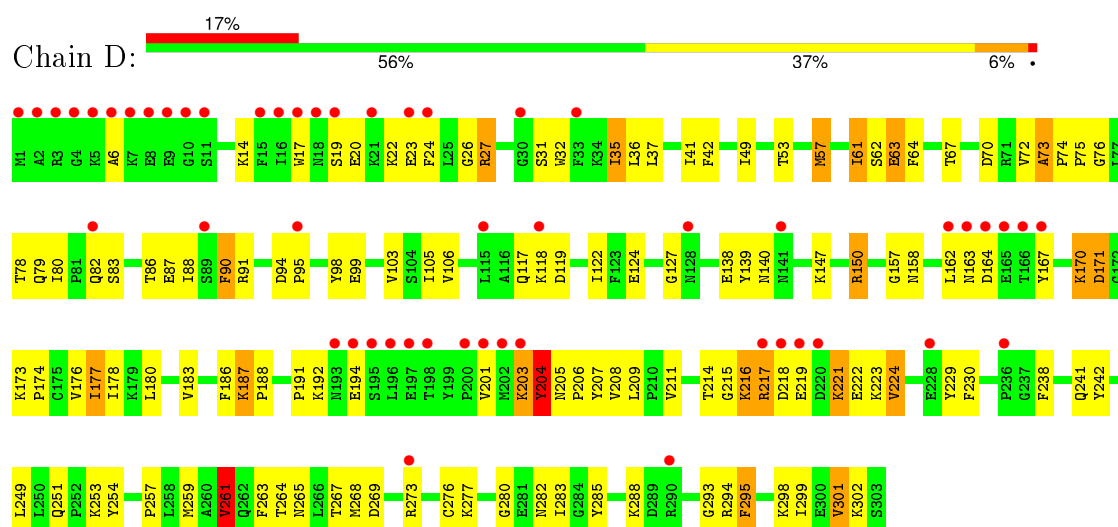 17%
Chain D:
56% 37% 6% •
M1 A2 R3 G4 K5 A6 K7 E8 E9 G10 S11 K14 F15 I16 W17 N18 S19 E20 K21 K22 E23 F24 L25 G26 R27 G30 S31 W32 F33 K34 I35 L36 L37 I41 F42 I49 T53 M57 I61 S62 E63 F64 T67 D70 R71 V72 A73 P74 P75 G76 L77
T78 Q79 I80 P81 Q82 S83 T86 E87 I88 S89 F90 R91 D94 P95 Y98 E99 V103 S104 I105 V106 L115 A116 Q117 K118 D119 I122 F123 E124 G127 N128 E138 Y139 N140 N141 K147 R150 G157 N158 L162 N163 D164 E165 T166 Y167 K170 D171 G172
K173 P174 C175 V176 I177 I178 K179 L180 V183 F186 K187 P188 P191 K192 N193 E194 S195 L196 E197 T198 Y199 P200 V201 M202 K203 Y204 N205 P206 Y207 V208 L209 P210 V211 T214 G215 K216 R217 D218 E219 D220 K221 E222 K223 V224 E228 Y229 F230 P236 G237 F238 Q241 Y242
L249 L250 Q251 P252 K253 Y254 P257 L258 M259 A260 V261 Q262 F263 T264 N265 L266 T267 M268 D269 R273 C276 K277 G280 E281 N282 I283 G284 Y285 K288 D289 R290 G293 R294 F295 K298 I299 E300 V301 K302 S303